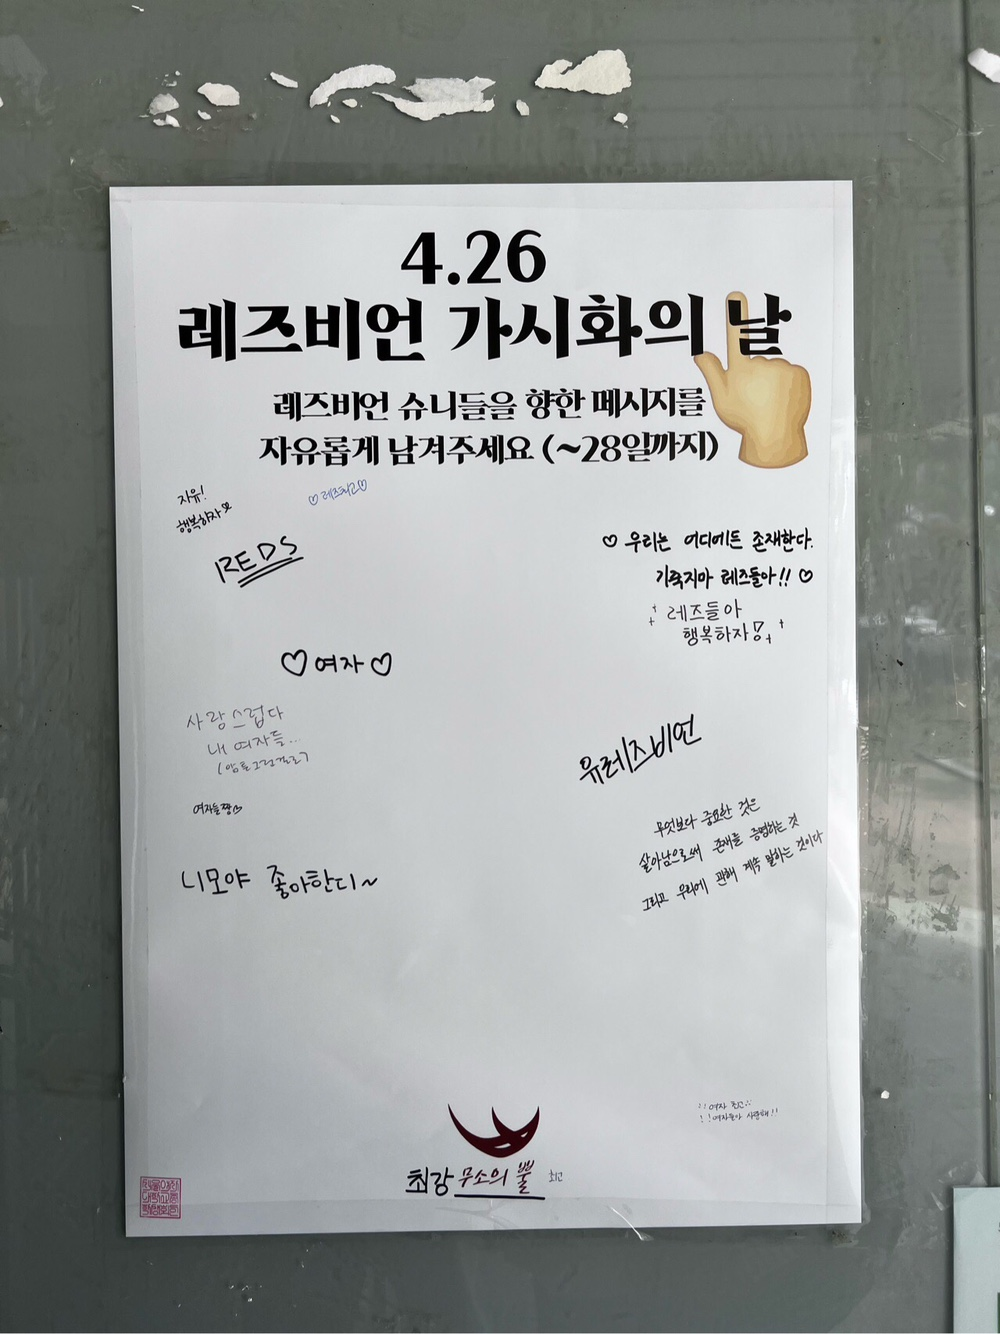 4.26
레즈비언 가시화의 날
레즈비언 슈니들을 향한 메시지를
자유롭게 남겨주세요 (~28일까지)
자유!
행복하자♡
♡레즈최고♡
REDS
♡ 우리는 어디에든 존재한다.
기죽지마 레즈들아!! ♡
레즈들아
행복하자!
♡여자♡
사랑스럽다
내 여자들...
유레즈비언
여자들짱♡
무엇보다 중요한 것은
살아남으로써 존재를 증명하는 것
그리고 우리에 관해 계속 말하는 것이다
니모야 좋아한디~
여자 최고
여자들아 사랑해!!
최강 무소의 뿔 최고